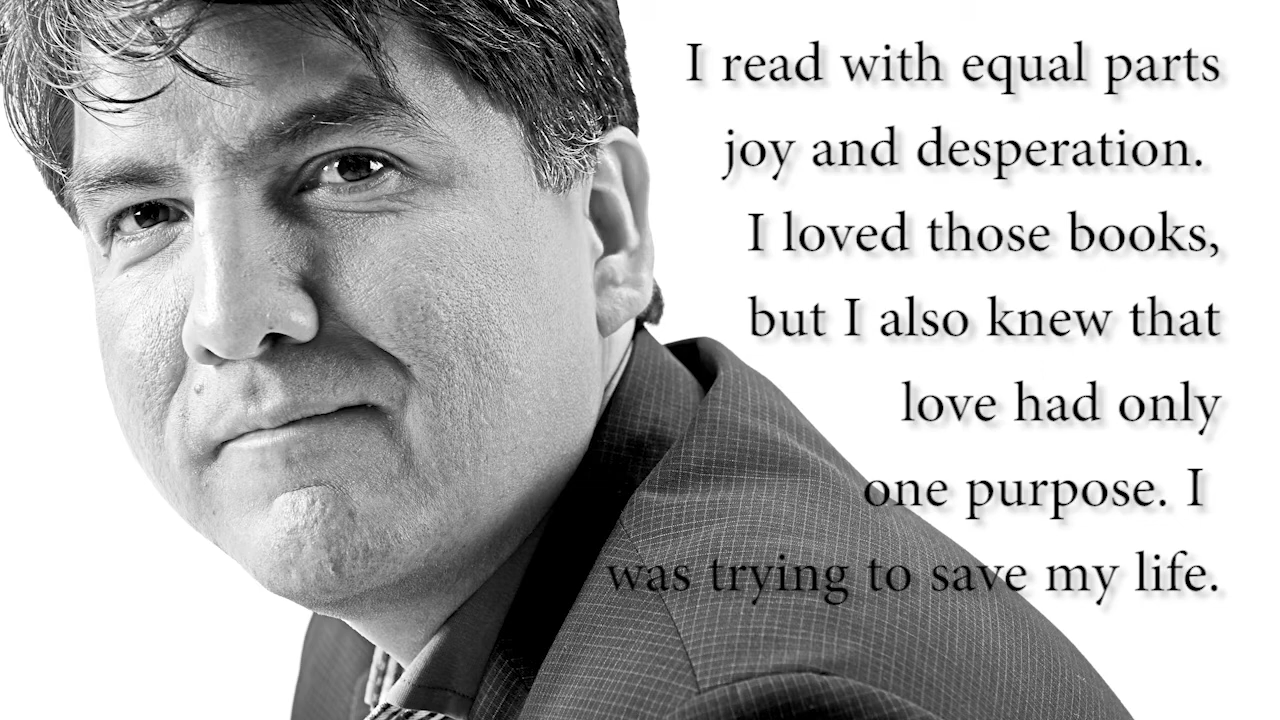 I read with equal parts
joy and desperation.
I loved those books,
but I also knew that
love had only
one purpose. I
was trying to save my life.